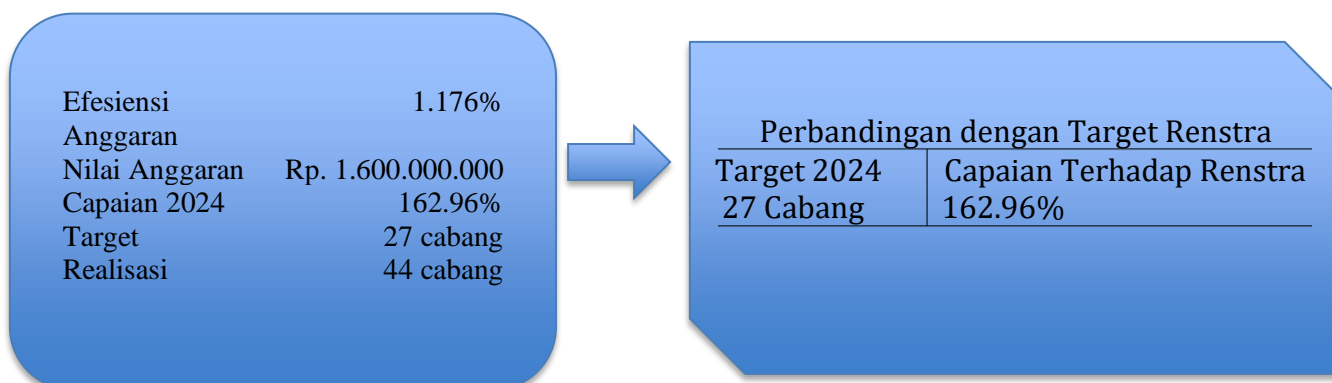 Efesiensi Anggaran 1.176%
Nilai Anggaran Rp. 1.600.000.000
Capaian 2024 162.96%
Target 27 cabang
Realisasi 44 cabang
Perbandingan dengan Target Renstra
Target 2024 Capaian Terhadap Renstra
27 Cabang 162.96%